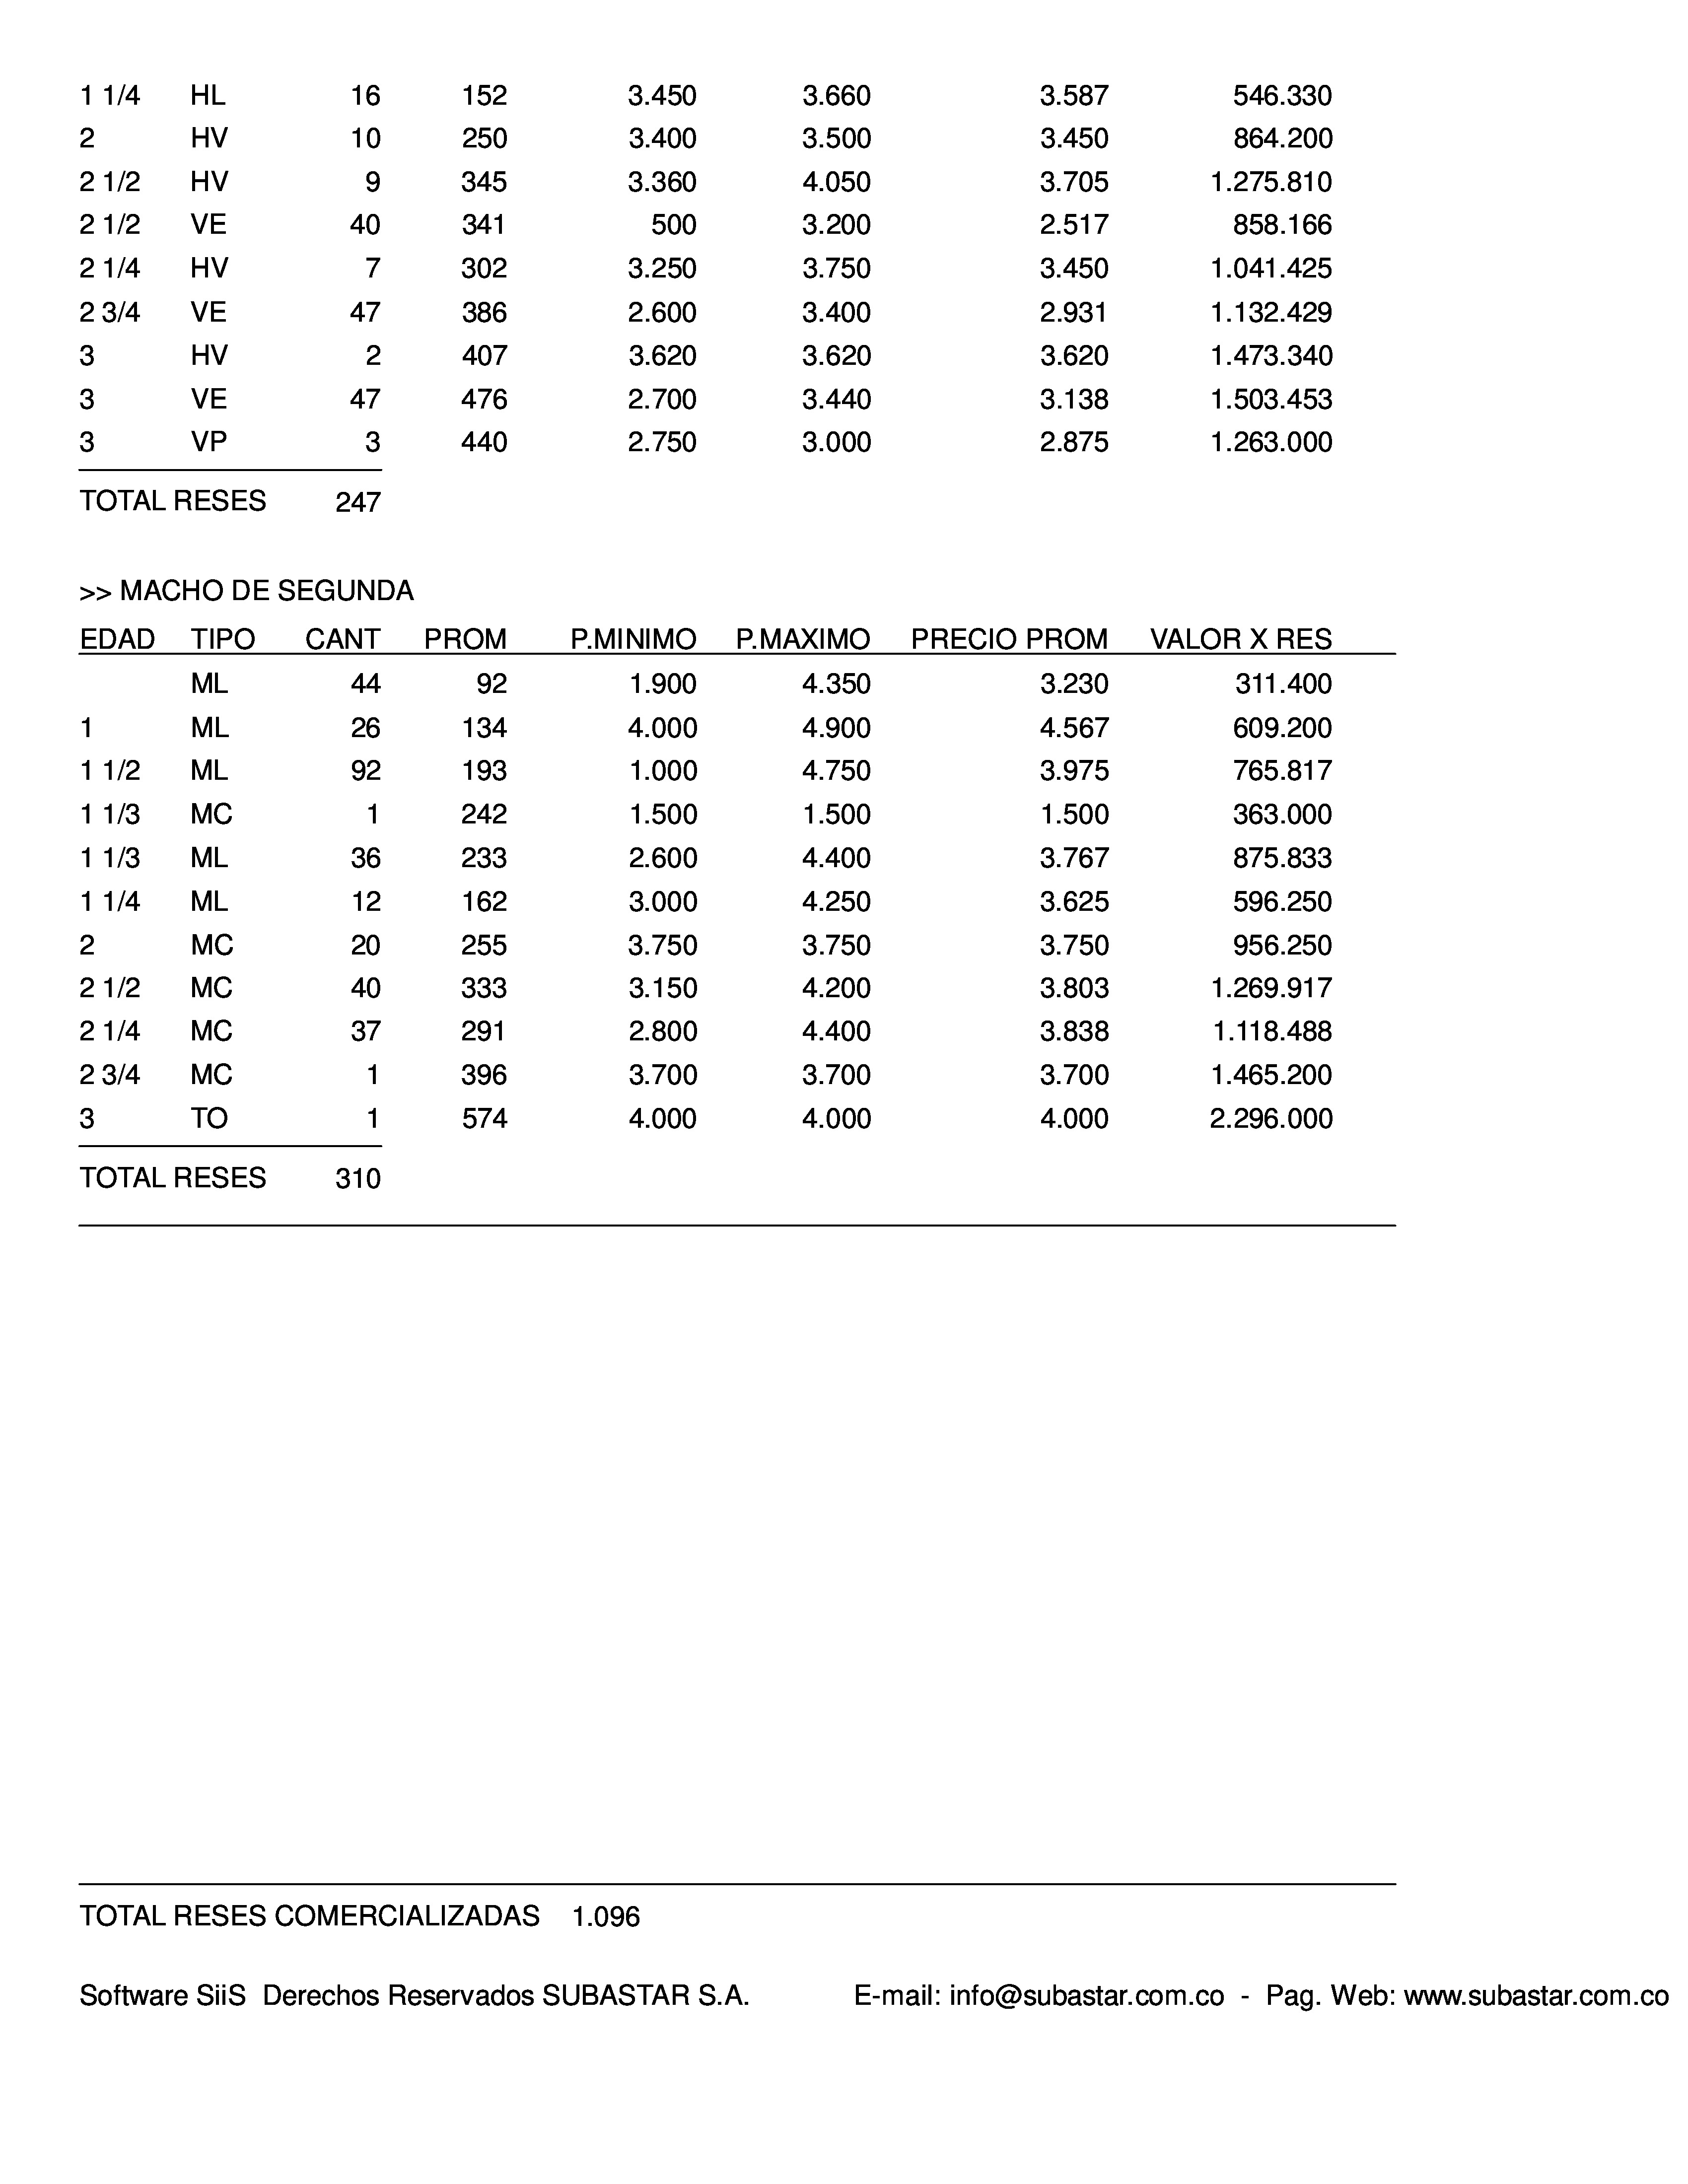 1 1/4 HL 16 152 3.450 3.660 3.587 546.330
2 HV 10 250 3.400 3.500 3.450 864.200
2 1/2 HV 9 345 3.360 4.050 3.705 1.275.810
2 1/2 VE 40 341 500 3.200 2.517 858.166
2 1/4 HV 7 302 3.250 3.750 3.450 1.041.425
2 3/4 VE 47 386 2.600 3.400 2.931 1.132.429
3 HV 2 407 3.620 3.620 3.620 1.473.340
3 VE 47 476 2.700 3.440 3.138 1.503.453
3 VP 3 440 2.750 3.000 2.875 1.263.000
TOTAL RESES 247
>> MACHO DE SEGUNDA
EDAD TIPO CANT PROM P.MINIMO P.MAXIMO PRECIO PROM VALOR X RES
ML 44 92 1.900 4.350 3.230 311.400
1 ML 26 134 4.000 4.900 4.567 609.200
1 1/2 ML 92 193 1.000 4.750 3.975 765.817
1 1/3 MC 1 242 1.500 1.500 1.500 363.000
1 1/3 ML 36 233 2.600 4.400 3.767 875.833
1 1/4 ML 12 162 3.000 4.250 3.625 596.250
2 MC 20 255 3.750 3.750 3.750 956.250
2 1/2 MC 40 333 3.150 4.200 3.803 1.269.917
2 1/4 MC 37 291 2.800 4.400 3.838 1.118.488
2 3/4 MC 1 396 3.700 3.700 3.700 1.465.200
3 TO 1 574 4.000 4.000 4.000 2.296.000
TOTAL RESES 310
TOTAL RESES COMERCIALIZADAS 1.096
Software SiiS Derechos Reservados SUBASTAR S.A. E-mail: info@subastar.com.co - Pag. Web: www.subastar.com.co